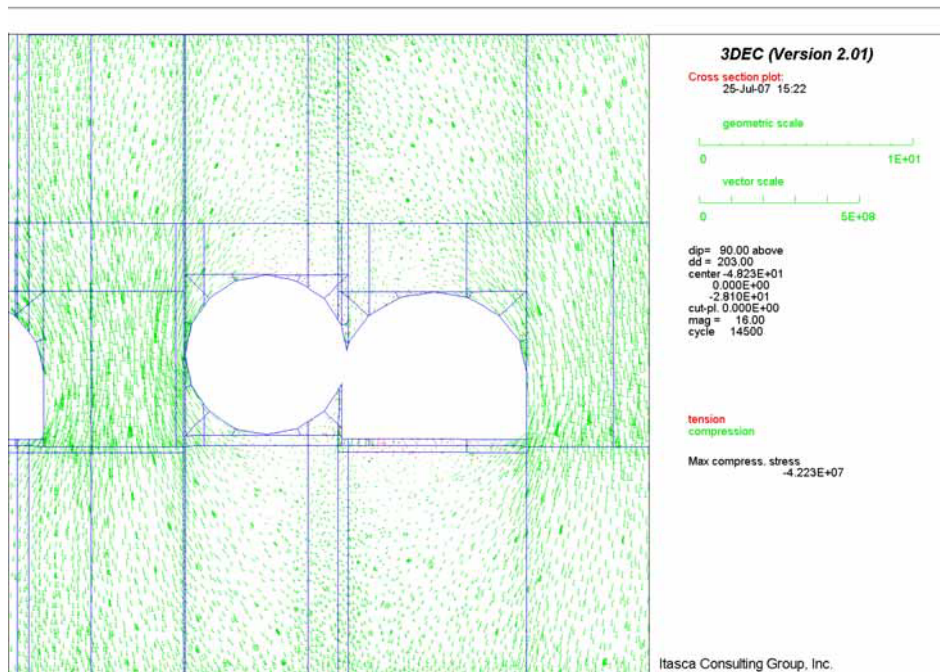 3DEC (Version 2.01)
Cross section plot:
25-Jul-07 15:22
geometric scale
0 1E+01
vector scale
0 5E+08
dip= 90.00 above
dd = 203.00
center -4.823E+01
0.000E+00
-2.810E+01
cut-pl. 0.000E+00
mag = 16.00
cycle 14500
tension
compression
Max compress. stress
-4.223E+07
Itasca Consulting Group, Inc.